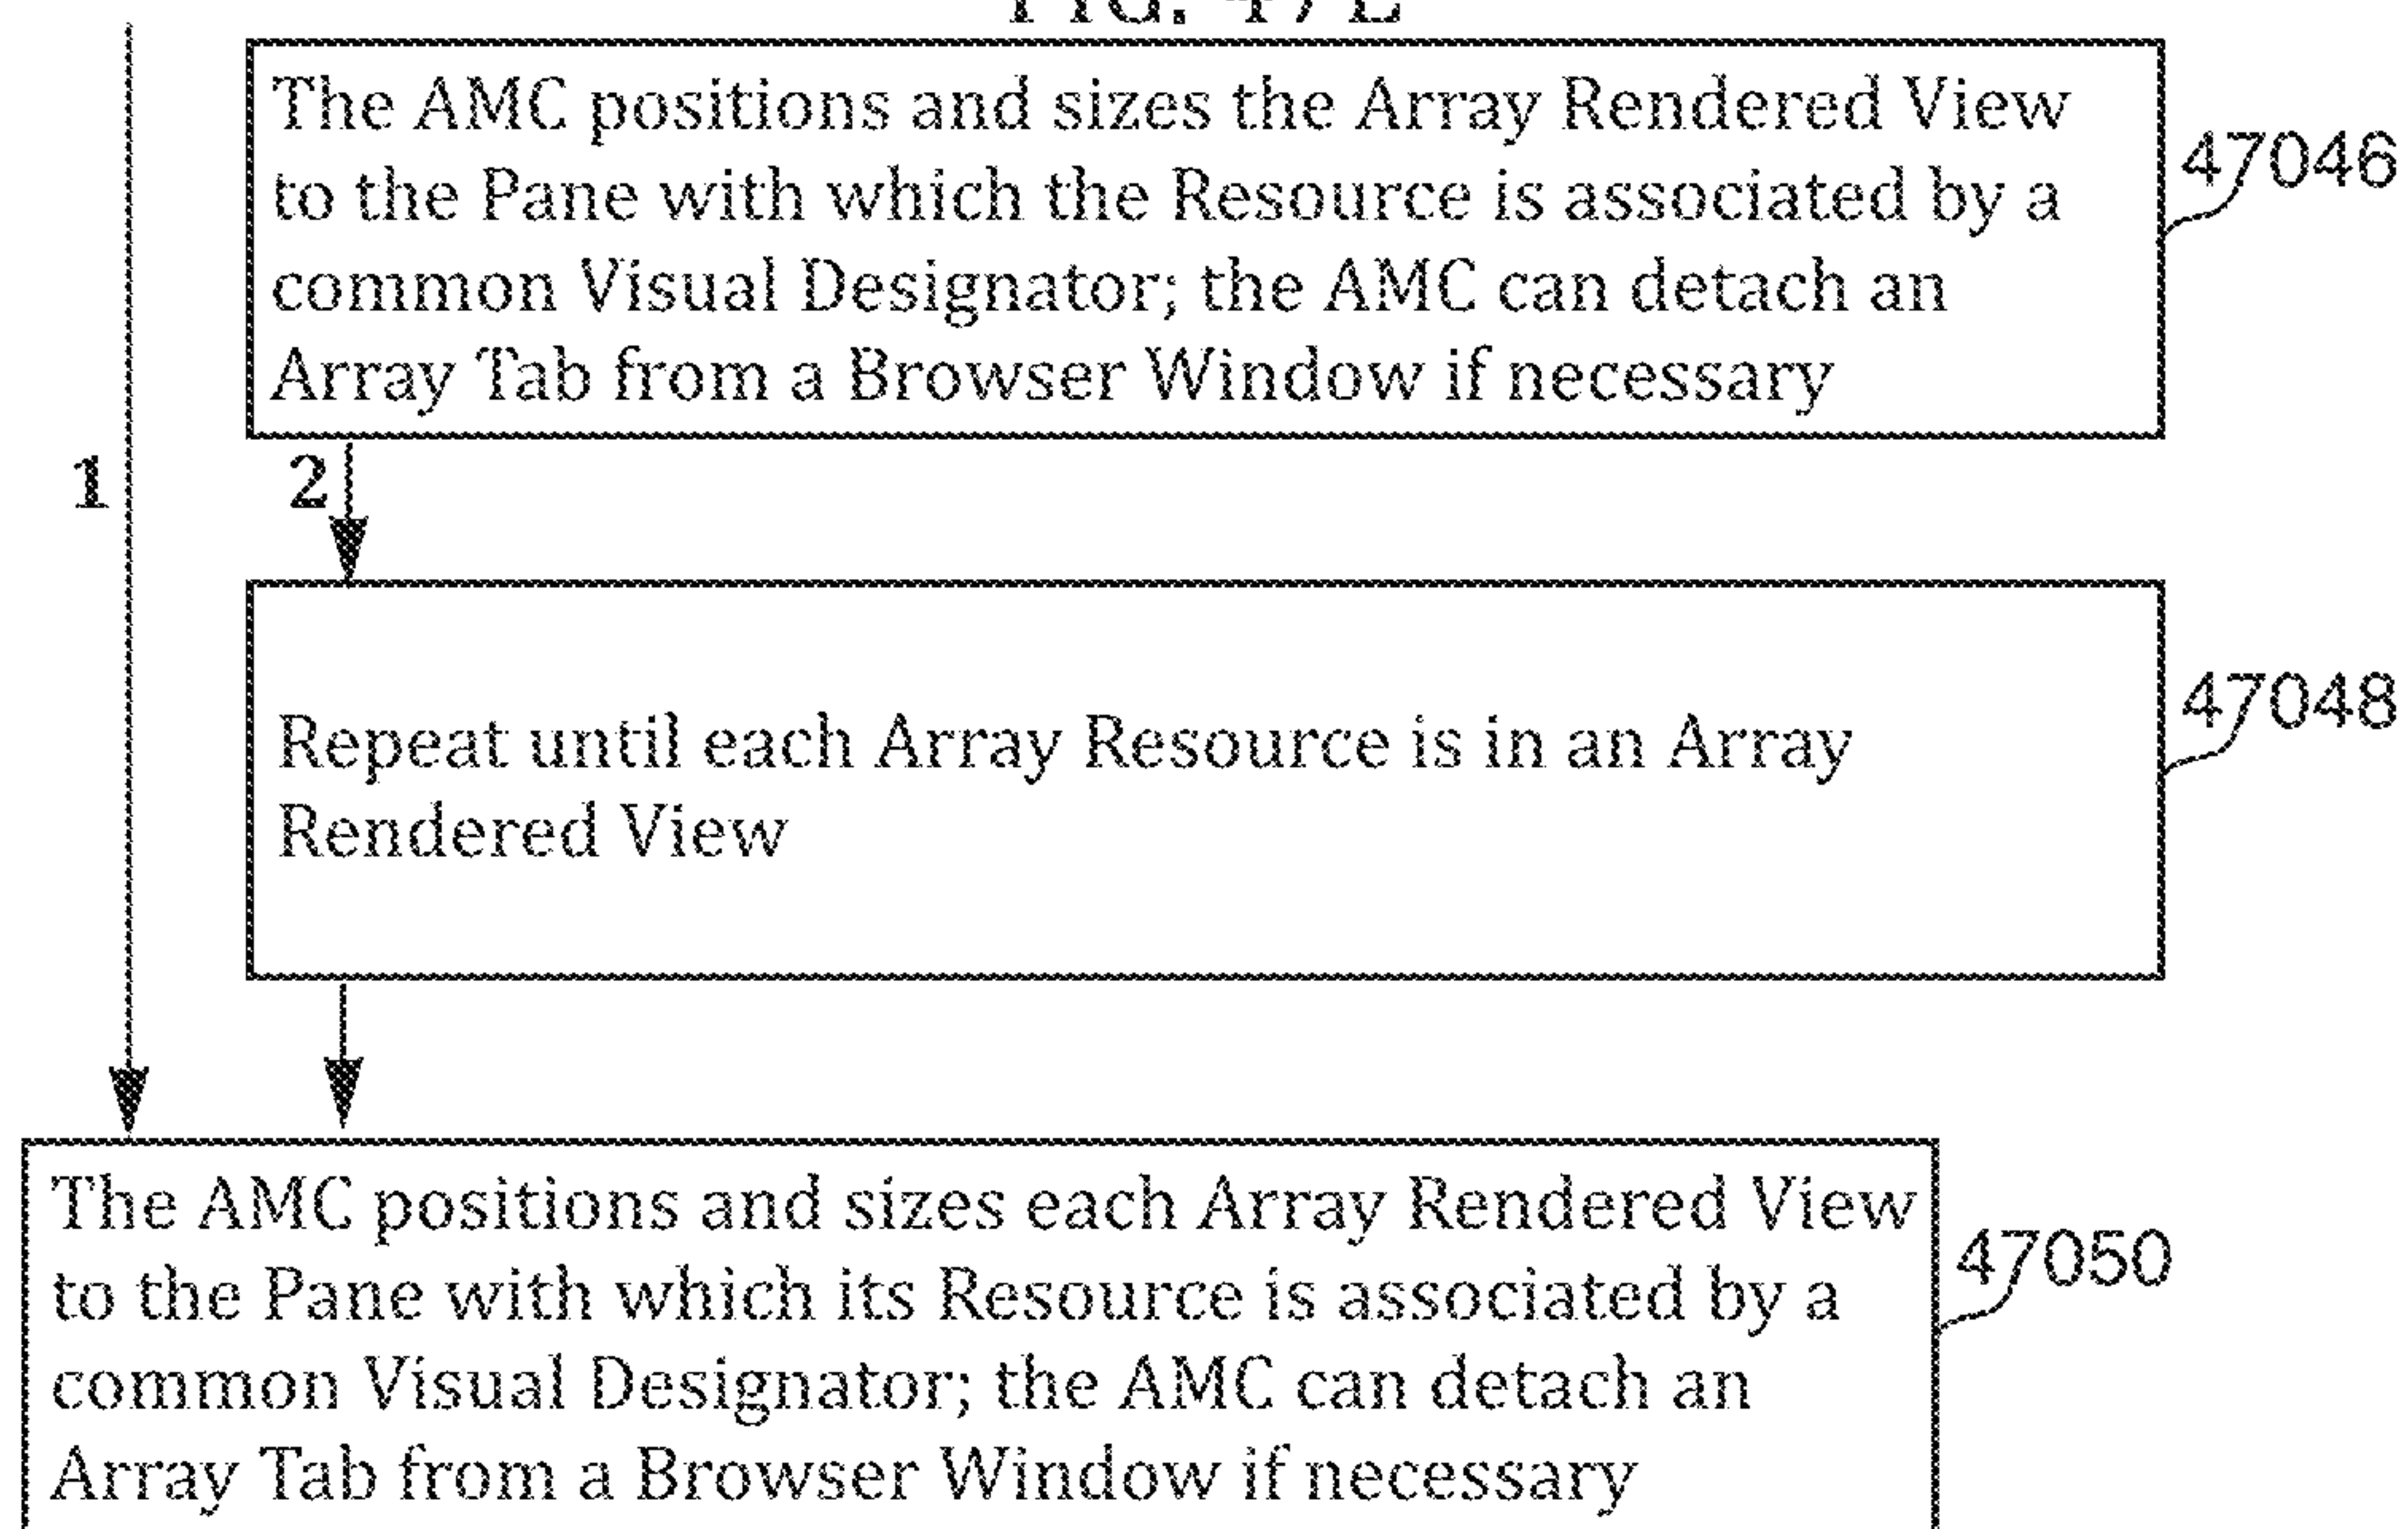 FIG. 47E
The AMC positions and sizes the Array Rendered View
to the Pane with which the Resource is associated by a
common Visual Designator; the AMC can detach an
Array Tab from a Browser Window if necessary
47046
1
2
Repeat until each Array Resource is in an Array
Rendered View
47048
The AMC positions and sizes each Array Rendered View
to the Pane with which its Resource is associated by a
common Visual Designator; the AMC can detach an
Array Tab from a Browser Window if necessary
47050